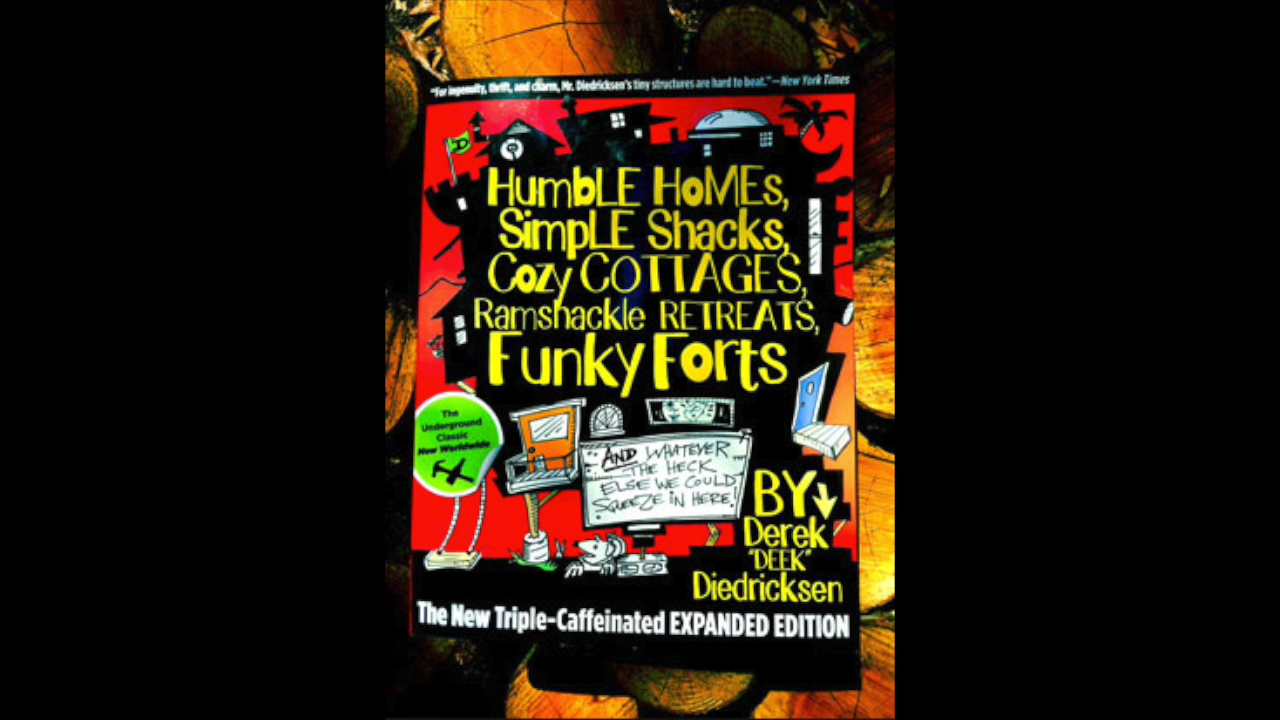 "For ingenuity, thrift, and charm, Mr. Diedricksen's tiny structures are hard to beat." —New York Times
D
HumbLE HoMEs,
SimpLE Shacks,
Cozy COTTAGES,
Ramshackle RETREATS,
Funky Forts
The
Underground
Classic
Now Worldwide
AND WHATEVER
THE HECK
ELSE WE COULD
SQUEEZE IN HERE!
BY
Derek
"DEEK"
Diedricksen
The New Triple-Caffeinated EXPANDED EDITION